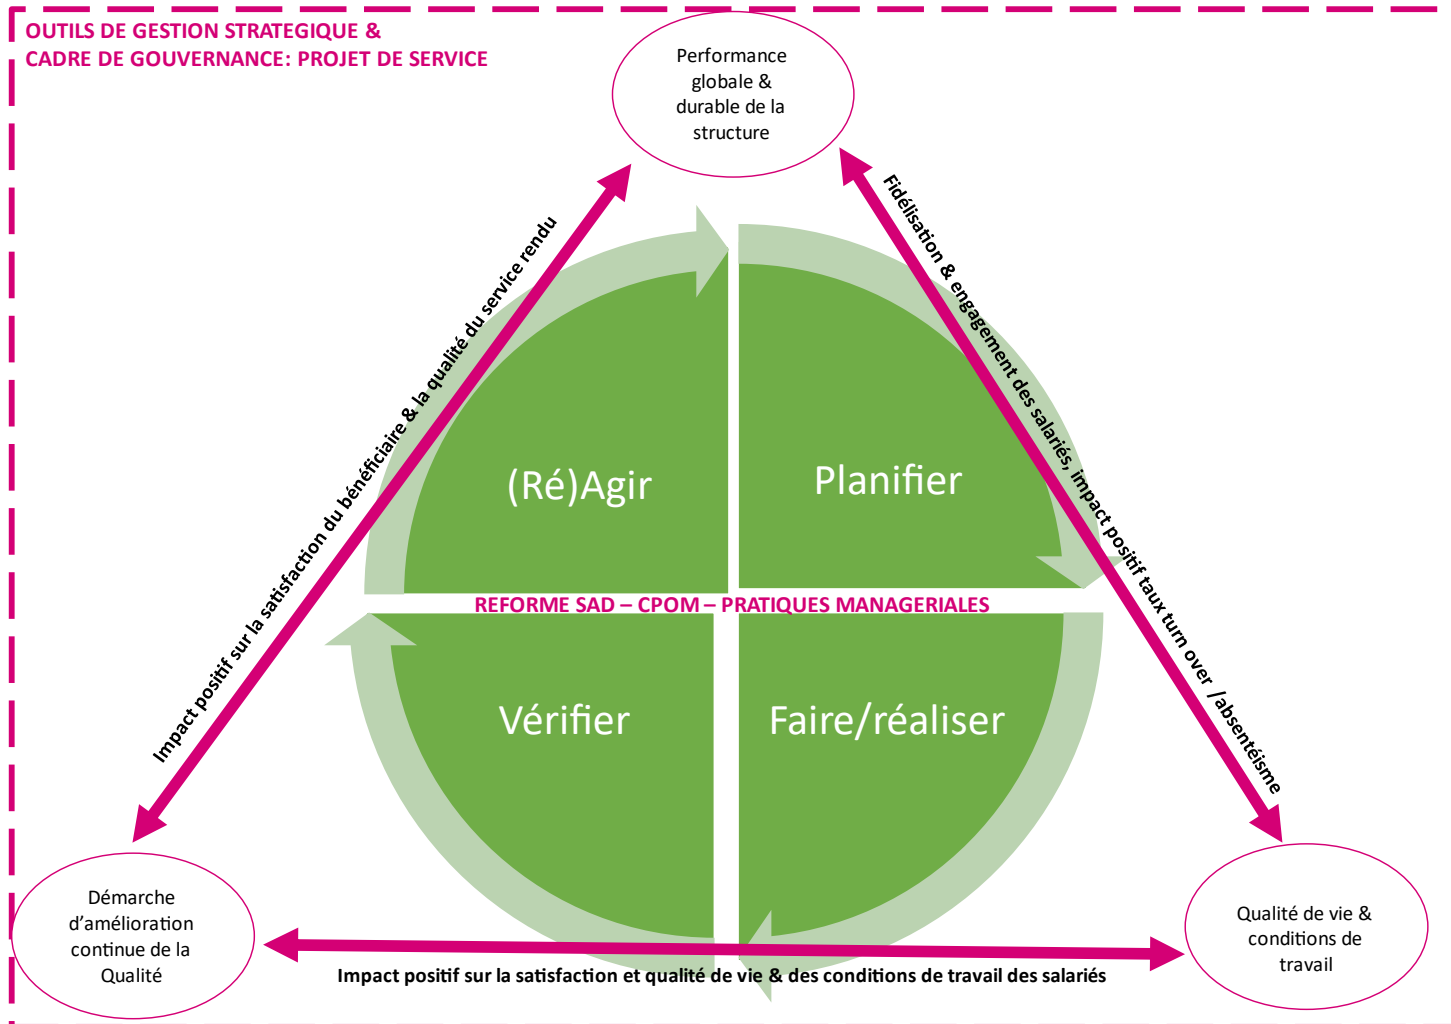 OUTILS DE GESTION STRATEGIQUE &
CADRE DE GOUVERNANCE: PROJET DE SERVICE
Performance
globale &
durable de la
structure
Impact positif sur la satisfaction du bénéficiaire & la qualité du service rendu
Fidélisation & engagement des salariés, impact positif taux turn over /absentéisme
(Ré)Agir
Planifier
REFORME SAD – CPOM – PRATIQUES MANAGERIALES
Vérifier
Faire/réaliser
Démarche
d'amélioration
continue de la
Qualité
Qualité de vie &
conditions de
travail
Impact positif sur la satisfaction et qualité de vie & des conditions de travail des salariés